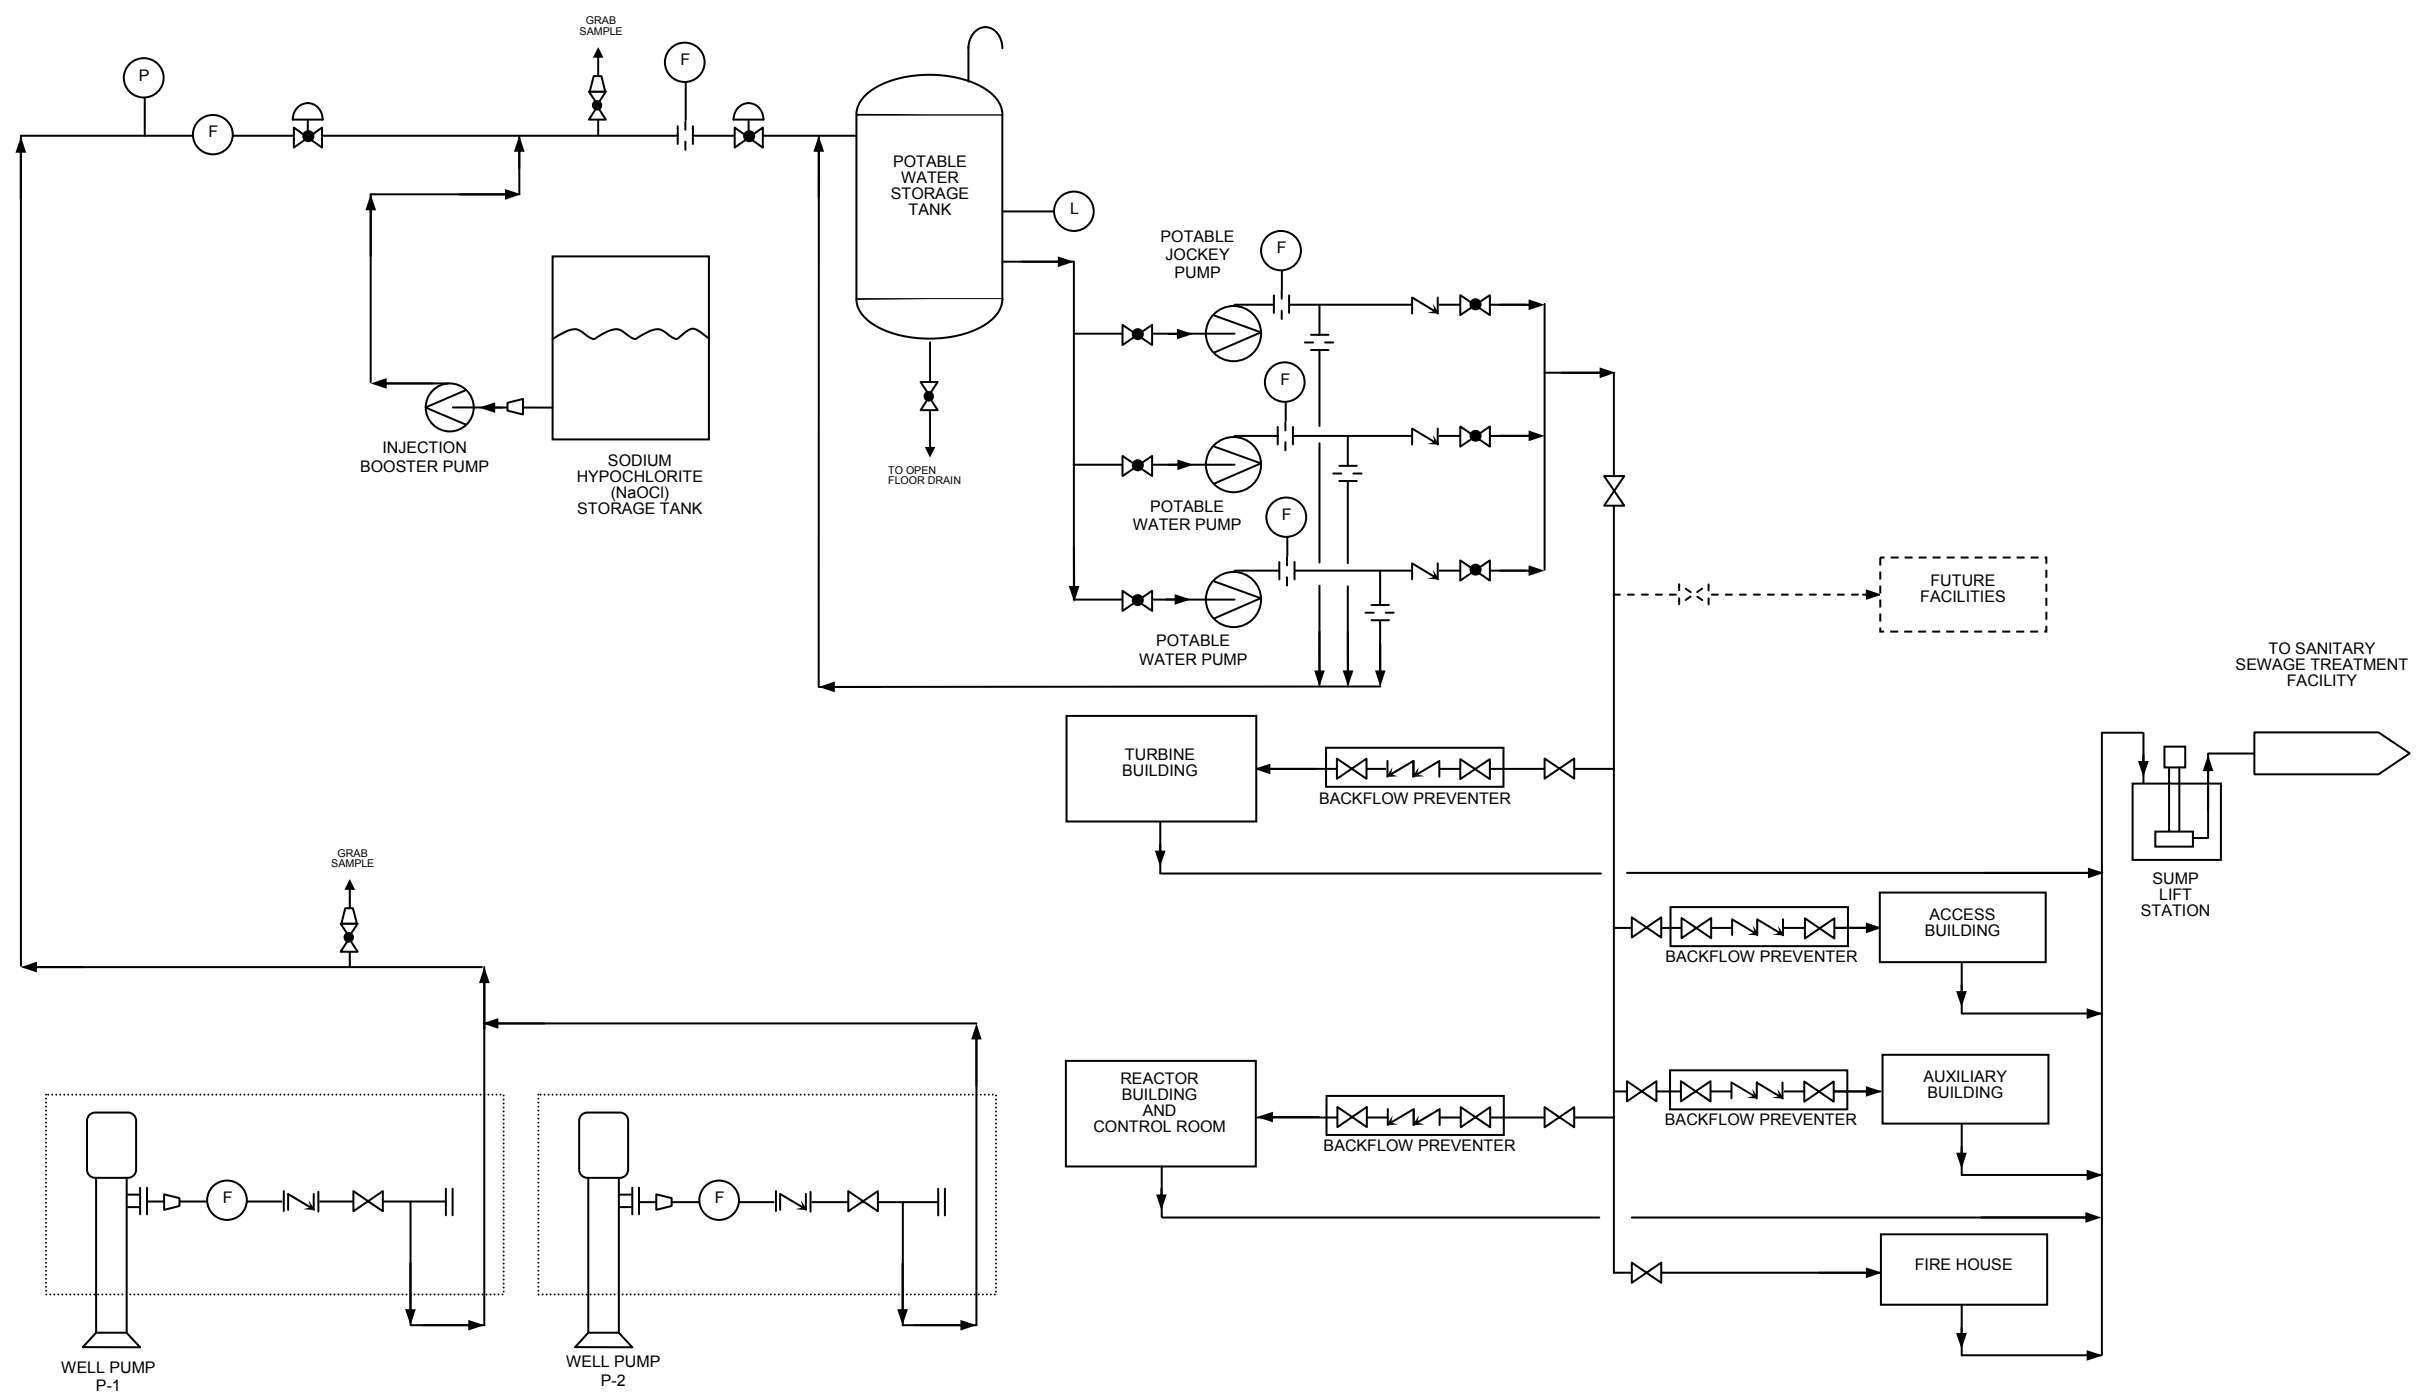 GRAB
SAMPLE
P
F
F
POTABLE
WATER
STORAGE
TANK
L
POTABLE
JOCKEY
PUMP
F
F
F
INJECTION
BOOSTER PUMP
SODIUM
HYPOCHLORITE
(NaOCl)
STORAGE TANK
TO OPEN
FLOOR DRAIN
POTABLE
WATER PUMP
POTABLE
WATER PUMP
FUTURE
FACILITIES
TO SANITARY
SEWAGE TREATMENT
FACILITY
TURBINE
BUILDING
BACKFLOW PREVENTER
SUMP
LIFT
STATION
GRAB
SAMPLE
ACCESS
BUILDING
BACKFLOW PREVENTER
REACTOR
BUILDING
AND
CONTROL ROOM
BACKFLOW PREVENTER
AUXILIARY
BUILDING
BACKFLOW PREVENTER
F
F
FIRE HOUSE
WELL PUMP
P-1
WELL PUMP
P-2